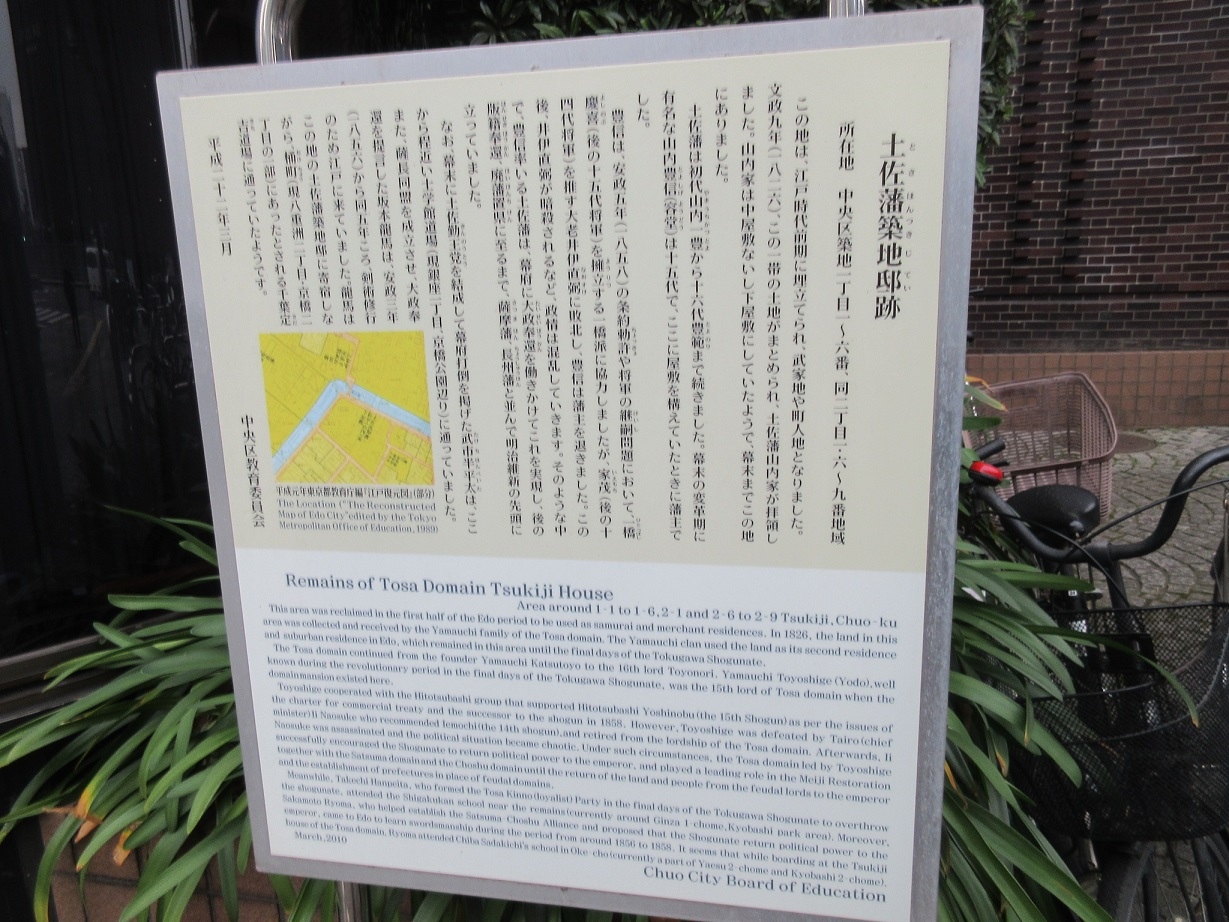 土佐藩築地邸跡
所在地 中央区築地一丁目一~六番、同二丁目一・六~九番地域
この地は、江戸時代前期に埋立てられ、武家地や町人地となりました。
文政九年(一八二六)、この一帯の土地がまとめられ、土佐藩山内家が拝領し
ました。山内家は中屋敷ないし下屋敷にしていたようで、幕末までこの地
にありました。
土佐藩は初代山内一豊から十六代豊範まで続きました。幕末の変革期に
有名な山内豊信(容堂)は十五代で、ここに屋敷を構えていたときに藩主で
した。
豊信は、安政五年(一八五八)の条約勅許や将軍の継嗣問題において、一橋
慶喜(後の十五代将軍)を擁立する一橋派に協力しましたが、家茂(後の十
四代将軍)を推す大老井伊直弼に敗北し、豊信は藩主を退きました。この
後、井伊直弼が暗殺されるなど、政情は混乱していきます。そのような中
で、豊信率いる土佐藩は、幕府に大政奉還を働きかけてこれを実現し、後の
版籍奉還、廃藩置県に至るまで、薩摩藩、長州藩と並んで明治維新の先頭に
立っていました。
なお、幕末に土佐勤王党を結成して幕府打倒を掲げた武市半平太は、ここ
から程近い士学館道場(現銀座一丁目・京橋公園辺り)に通っていました。
また、薩長同盟を成立させ、大政奉
還を提言した坂本龍馬は、安政三年
(一八五六)から同五年ごろ、剣術修行
のため江戸に来ていました。龍馬は
この地の土佐藩築地邸に寄宿しな
がら、桶町(現八重洲二丁目・京橋二
丁目の一部)にあったとされる千葉定
吉道場に通っていたようです。
平成二十二年三月
中央区教育委員会
平成元年東京都教育庁編「江戸復元図」(部分)
The Location ("The Reconstructed
Map of Edo City"edited by the Tokyo
Metropolitan Office of Education, 1989)
Remains of Tosa Domain Tsukiji House
Area around 1-1 to 1-6, 2-1 and 2-6 to 2-9 Tsukiji, Chuo-ku
This area was reclaimed in the first half of the Edo period to be used as samurai and merchant residences. In 1826, the land in this
area was collected and received by the Yamauchi family of the Tosa domain. The Yamauchi clan used the land as its second residence
and suburban residence in Edo, which remained in this area until the final days of the Tokugawa Shogunate.
The Tosa domain continued from the founder Yamauchi Katsutoyo to the 16th lord Toyonori. Yamauchi Toyoshige (Yodo), well
known during the revolutionary period in the final days of the Tokugawa Shogunate, was the 15th lord of Tosa domain when the
domain mansion existed here.
Toyoshige cooperated with the Hitotsubashi group that supported Hitotsubashi Yoshinobu (the 15th Shogun) as per the issues of
the charter for commercial treaty and the successor to the shogun in 1858. However, Toyoshige was defeated by Tairo (chief
minister) Ii Naosuke who recommended Iemochi (the 14th shogun), and retired from the lordship of the Tosa domain. Afterwards, Ii
Naosuke was assassinated and the political situation became chaotic. Under such circumstances, the Tosa domain led by Toyoshige
successfully encouraged the Shogunate to return political power to the emperor, and played a leading role in the Meiji Restoration
together with the Satsuma domain and the Choshu domain until the return of the land and people from the feudal lords to the emperor
and the establishment of prefectures in place of feudal domains.
Meanwhile, Takechi Hanpeita, who formed the Tosa Kinno (loyalist) Party in the final days of the Tokugawa Shogunate to overthrow
the shogunate, attended the Shigakukan school near the remains (currently around Ginza 1-chome, Kyobashi park area). Moreover,
Sakamoto Ryoma, who helped establish the Satsuma-Choshu Alliance and proposed that the Shogunate return political power to the
emperor, came to Edo to learn swordsmanship during the period from around 1856 to 1858. It seems that while boarding at the Tsukiji
house of the Tosa domain, Ryoma attended Chiba Sadakichi's school in Oke-cho (currently a part of Yaesu 2-chome and Kyobashi 2-chome).
March, 2010
Chuo City Board of Education